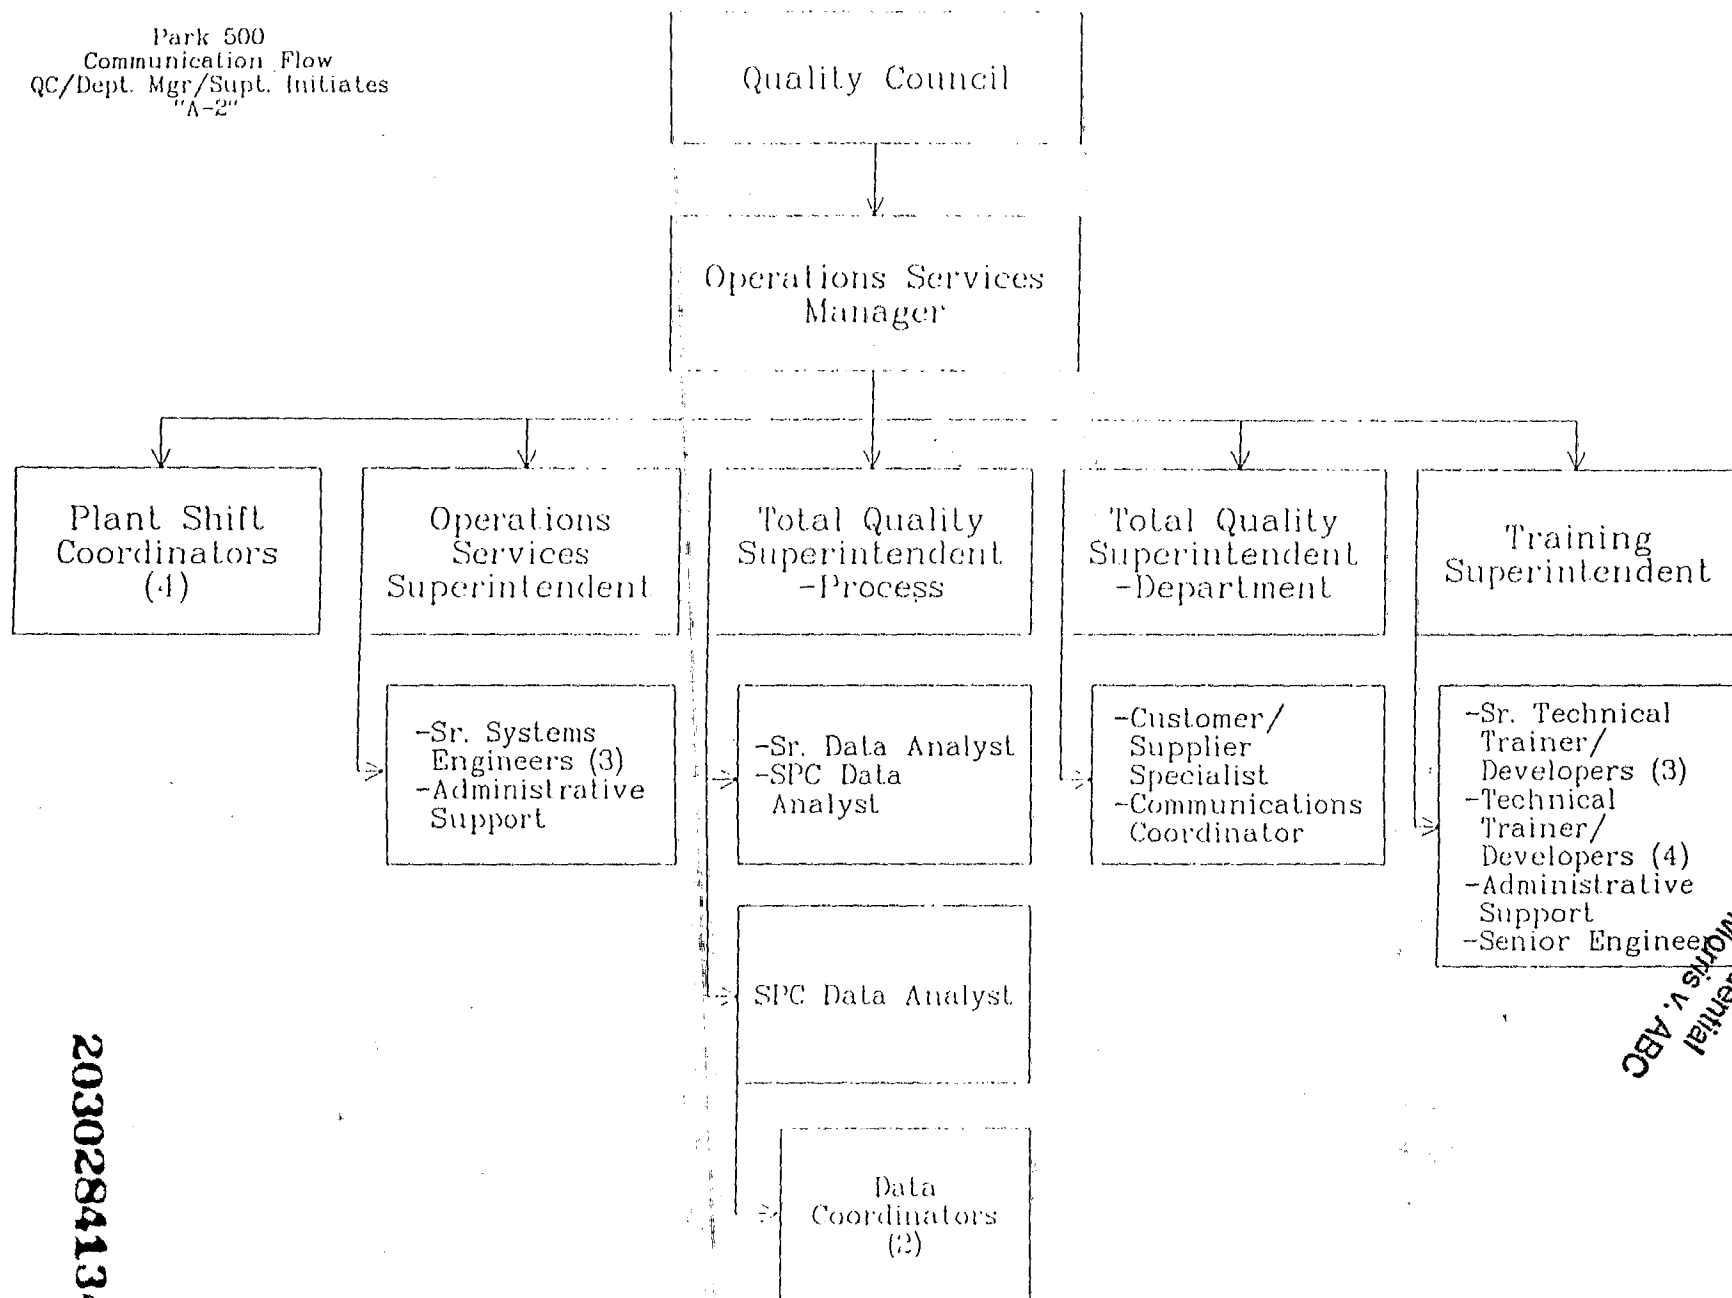 Park 500
Communication Flow
QC/Dept. Mgr/Supt. Initiates
"A-2"
Quality Council
Operations Services
Manager
Plant Shift
Coordinators
(4)
Operations
Services
Superintendent
Total Quality
Superintendent
-Process
Total Quality
Superintendent
-Department
Training
Superintendent
-Sr. Systems
Engineers (3)
-Administrative
Support
-Sr. Data Analyst
-SPC Data
Analyst
-Customer/
Supplier
Specialist
-Communications
Coordinator
-Sr. Technical
Trainer/
Developers (3)
-Technical
Trainer/
Developers (4)
-Administrative
Support
-Senior Engineer
SPC Data Analyst
Data
Coordinators
(2)
Morris v. ABC
203028413